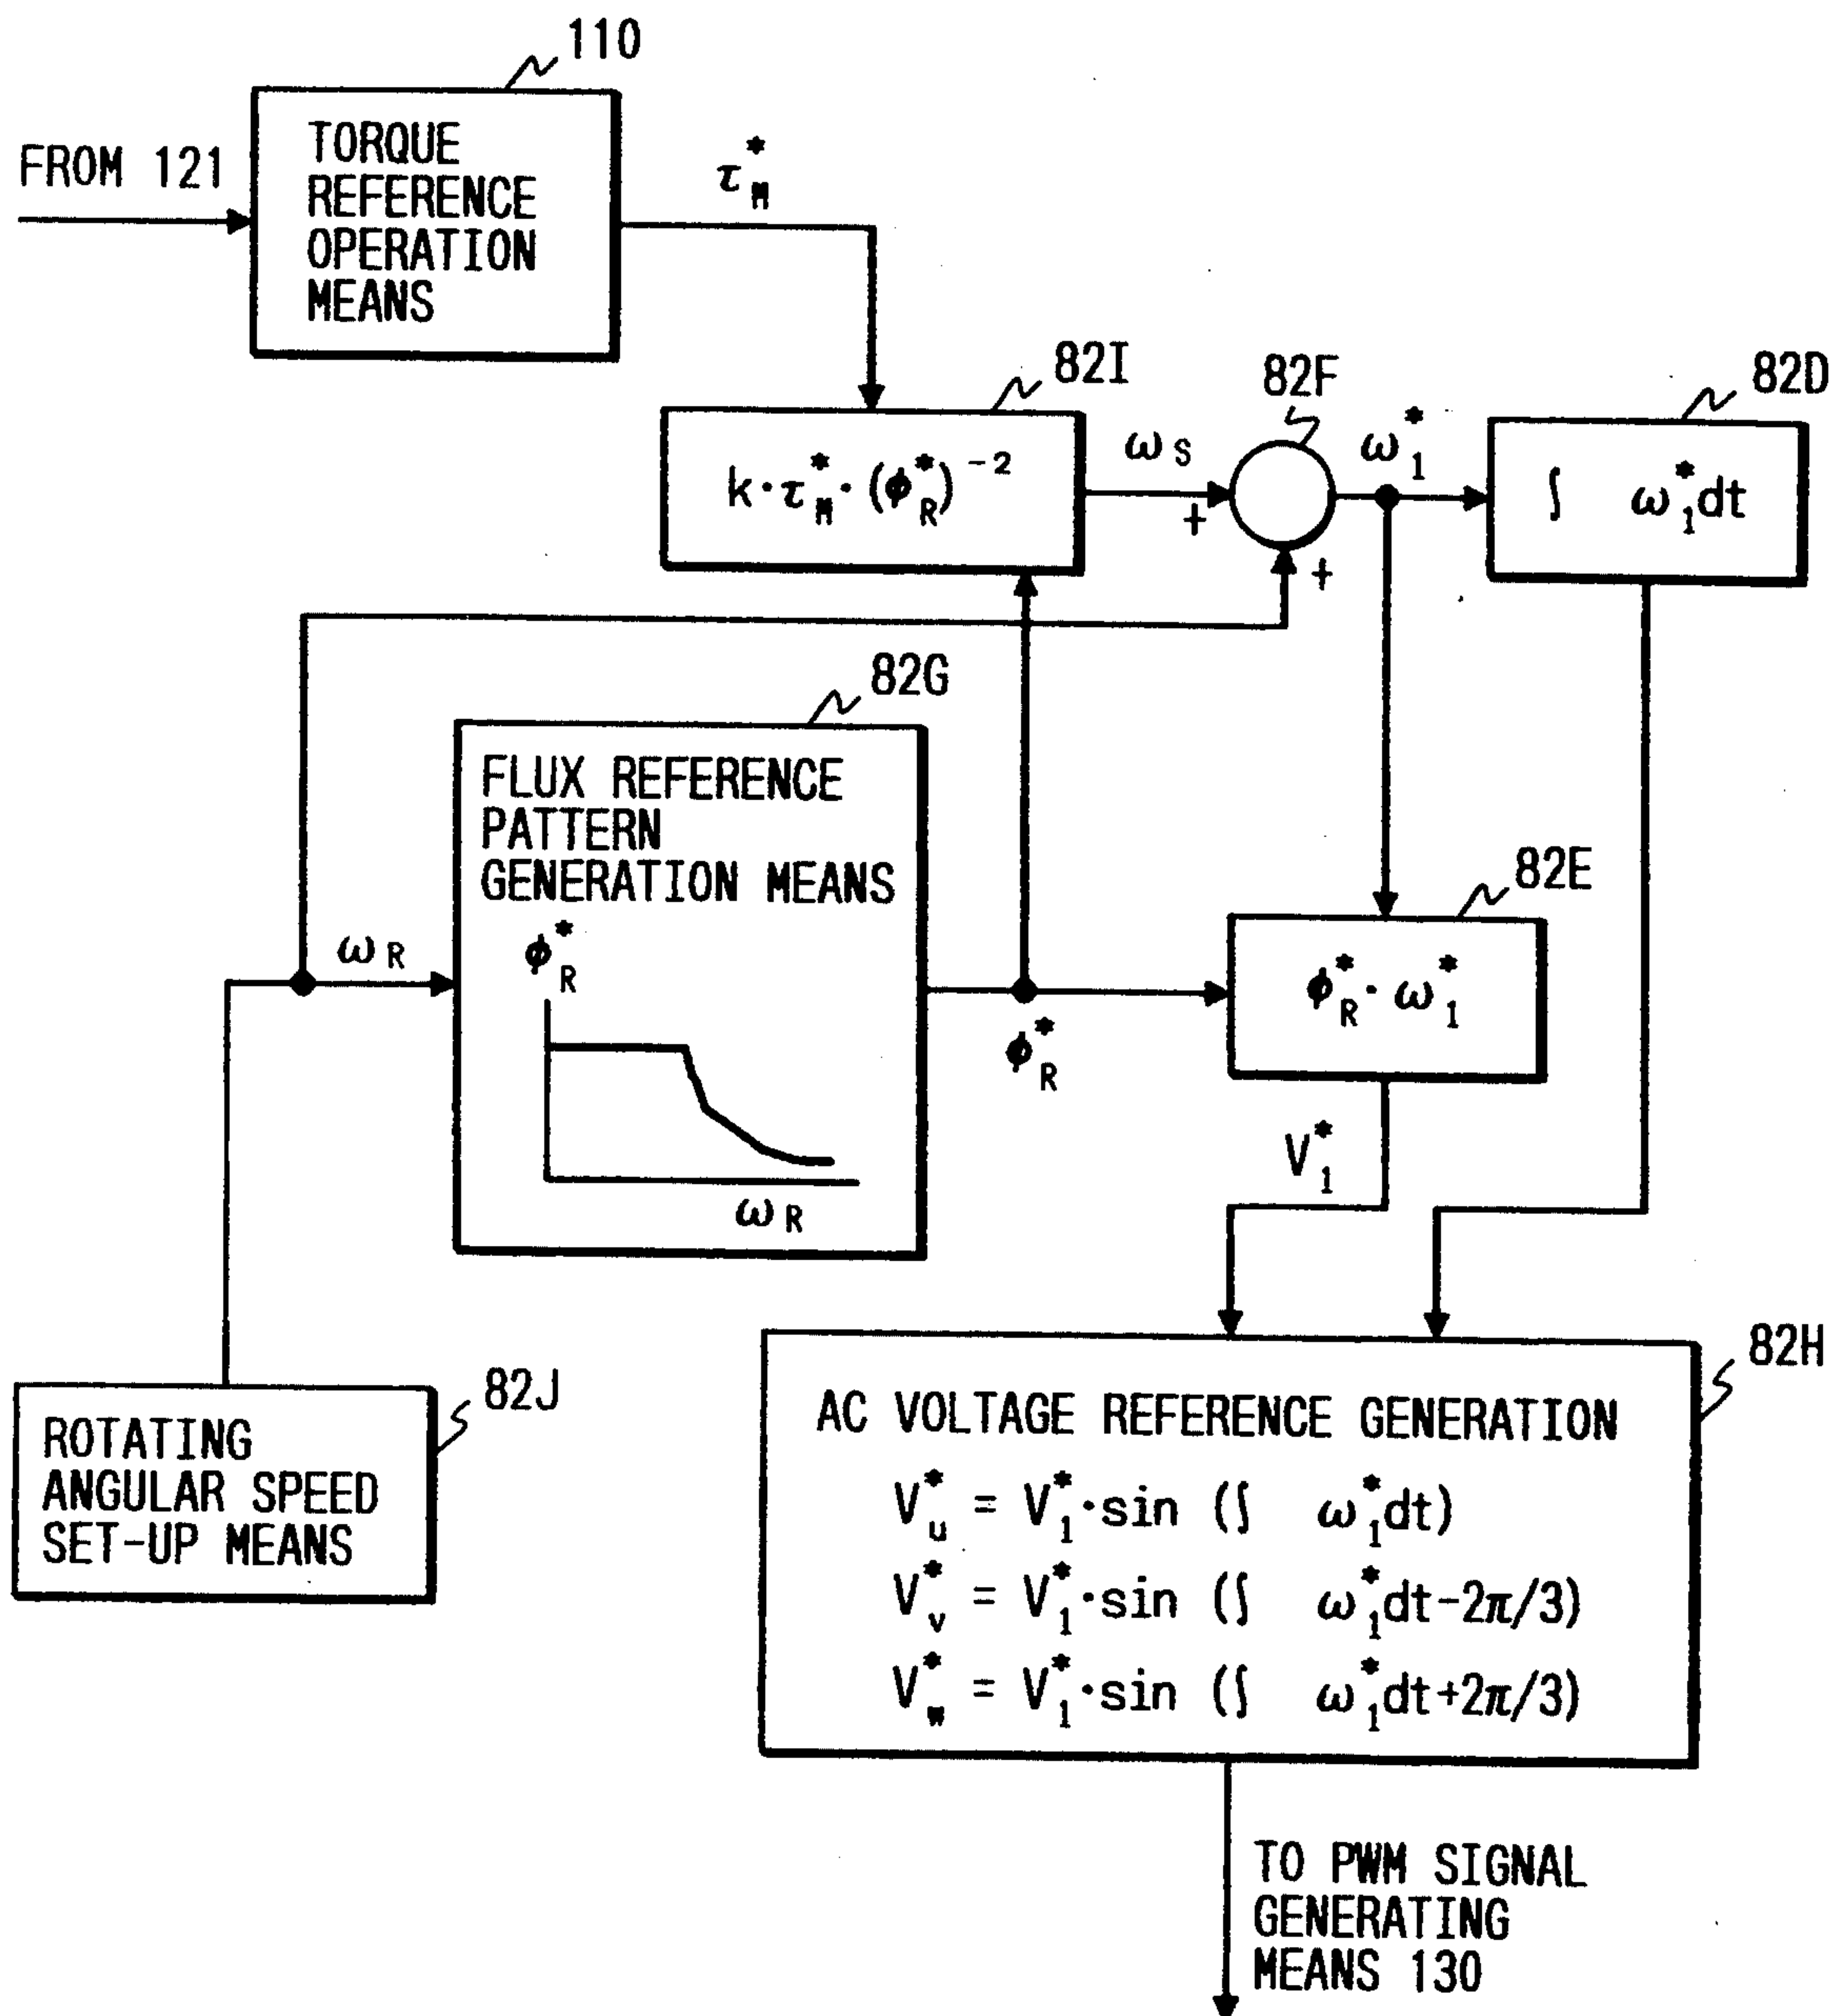 110
TORQUE
REFERENCE
OPERATION
MEANS
FROM 121
τ*M
82I
k·τ*M·(ϕ*R)⁻²
ωS
+
+
82F
ω*1
82D
∫ ω*1dt
82G
FLUX REFERENCE
PATTERN
GENERATION MEANS
ϕ*R
ωR
ωR
ϕ*R
82E
ϕ*R·ω*1
V*1
82J
ROTATING
ANGULAR SPEED
SET-UP MEANS
82H
AC VOLTAGE REFERENCE GENERATION
V*u = V*1·sin (∫ ω*1dt)
V*v = V*1·sin (∫ ω*1dt-2π/3)
V*w = V*1·sin (∫ ω*1dt+2π/3)
TO PWM SIGNAL
GENERATING
MEANS 130